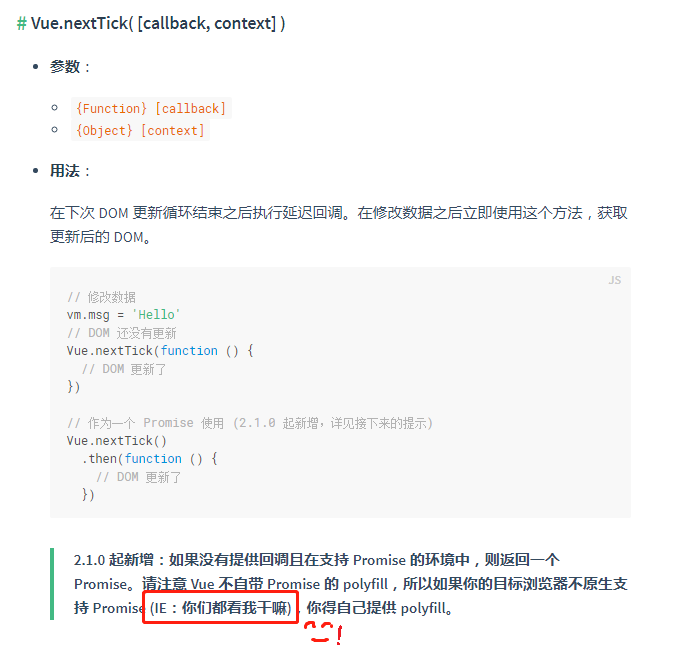 # Vue.nextTick( [callback, context] )
参数：
{Function} [callback]
{Object} [context]
用法：
在下次 DOM 更新循环结束之后执行延迟回调。在修改数据之后立即使用这个方法，获取
更新后的 DOM。
JS
// 修改数据
vm.msg = 'Hello'
// DOM 还没有更新
Vue.nextTick(function () {
// DOM 更新了
})
// 作为一个 Promise 使用 (2.1.0 起新增，详见接下来的提示)
Vue.nextTick()
.then(function () {
// DOM 更新了
})
2.1.0 起新增：如果没有提供回调且在支持 Promise 的环境中，则返回一个
Promise。请注意 Vue 不自带 Promise 的 polyfill，所以如果你的目标浏览器不原生支
持 Promise (IE：你们都看我干嘛)，你得自己提供 polyfill。